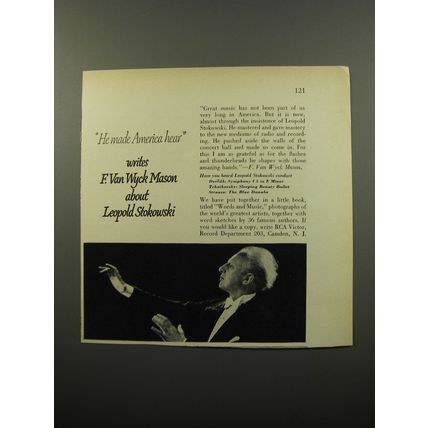 121
"He made America hear"
writes
F. Van Wyck Mason
about
Leopold Stokowski
"Great music has not been part of us
very long in America. But it is now,
almost through the insistence of Leopold
Stokowski. He mastered and gave mastery
to the new mediums of radio and record-
ing. He pushed aside the walls of the
concert hall and made us come in. For
this I am as grateful as for the flashes
and thunderheads he shapes with those
amazing hands."—F. Van Wyck Mason.
Have you heard Leopold Stokowski conduct
Dvořák: Symphony #5 in E Minor
Tchaikovsky: Sleeping Beauty Ballet
Strauss: The Blue Danube
We have put together in a little book,
titled "Words and Music," photographs of
the world's greatest artists, together with
word sketches by 36 famous authors. If
you would like a copy, write RCA Victor,
Record Department 203, Camden, N. J.